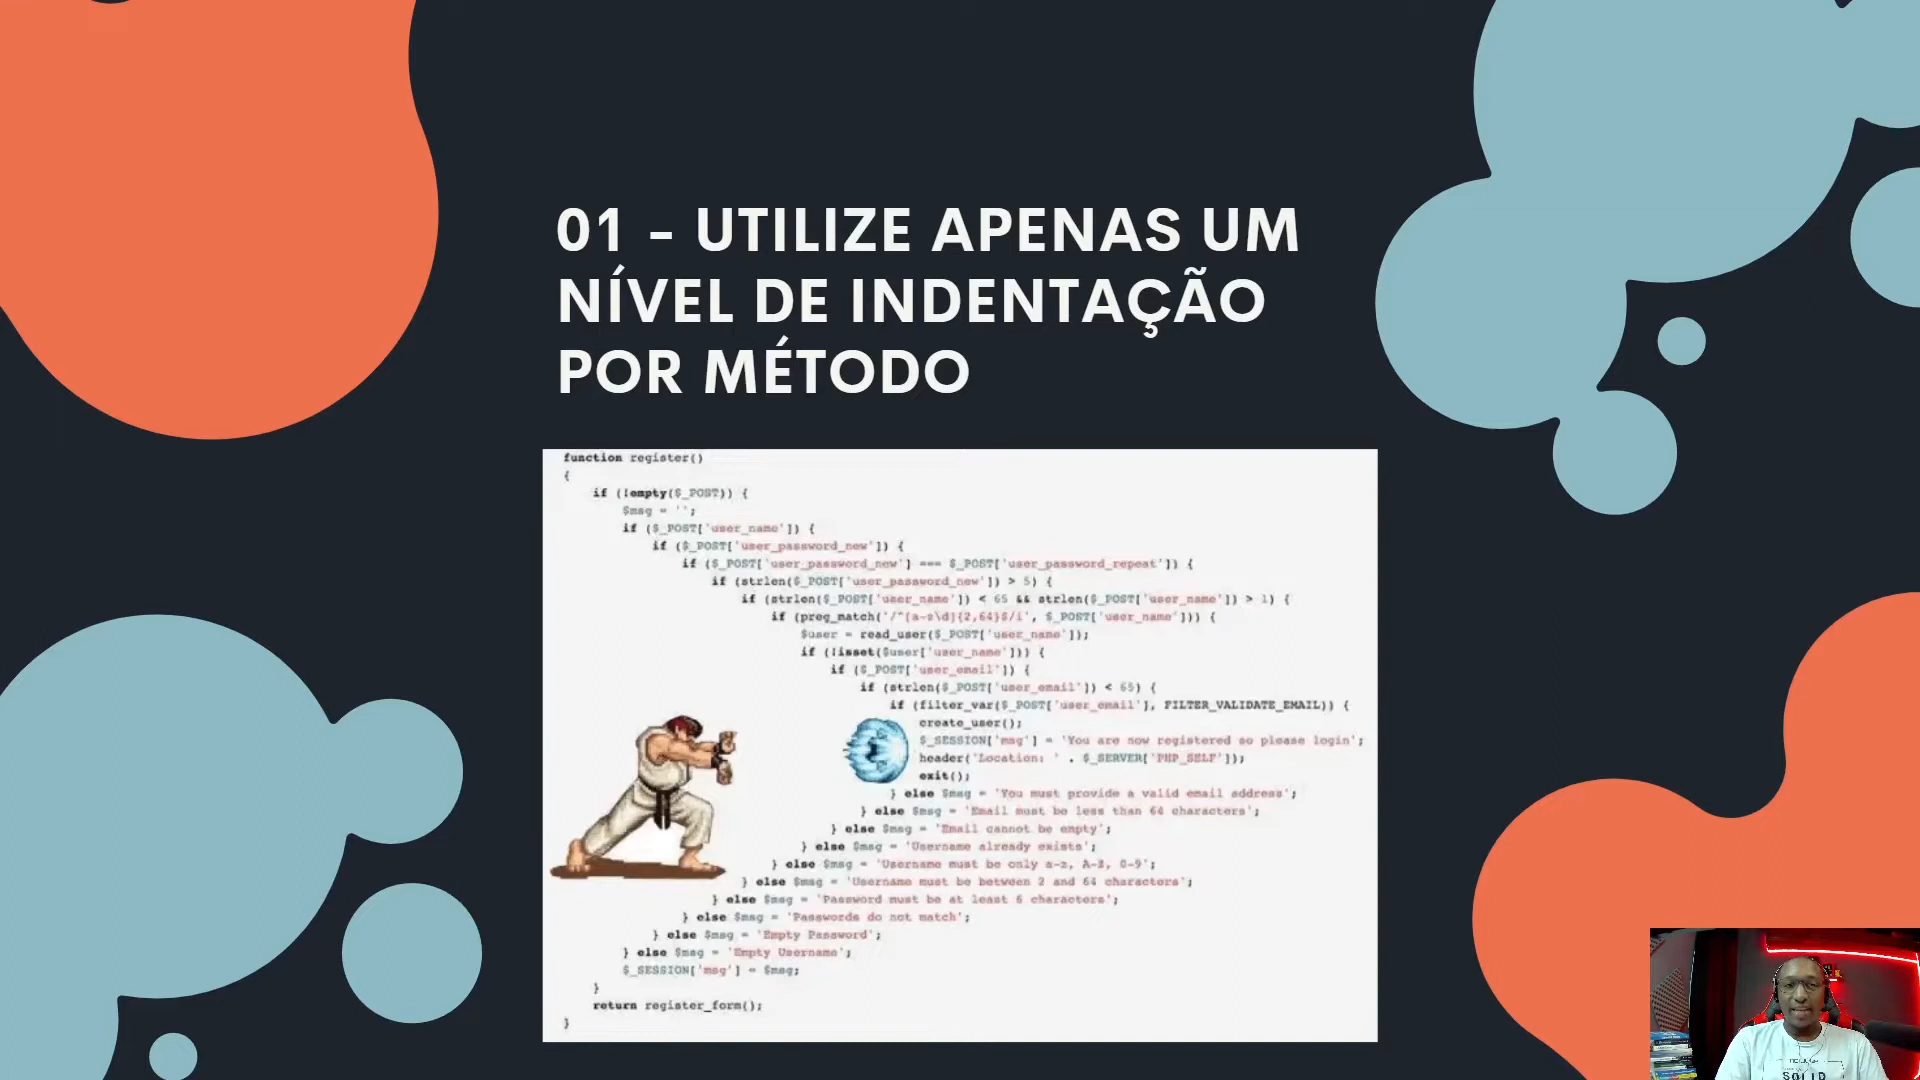 01 - UTILIZE APENAS UM
NÍVEL DE INDENTAÇÃO
POR MÉTODO
function register()
{
if (!empty($_POST)) {
$msg = '';
if ($_POST['user_name']) {
if ($_POST['user_password_new']) {
if ($_POST['user_password_new'] === $_POST['user_password_repeat']) {
if (strlen($_POST['user_password_new']) > 5) {
if (strlen($_POST['user_name']) < 65 && strlen($_POST['user_name']) > 1) {
if (preg_match('/^[a-z\d]{2,64}$/i', $_POST['user_name'])) {
$user = read_user($_POST['user_name']);
if (!isset($user['user_name'])) {
if ($_POST['user_email']) {
if (strlen($_POST['user_email']) < 65) {
if (filter_var($_POST['user_email'], FILTER_VALIDATE_EMAIL)) {
create_user();
$_SESSION['msg'] = 'You are now registered so please login';
header('Location: ' . $_SERVER['PHP_SELF']);
exit();
} else $msg = 'You must provide a valid email address';
} else $msg = 'Email must be less than 64 characters';
} else $msg = 'Email cannot be empty';
} else $msg = 'Username already exists';
} else $msg = 'Username must be only a-z, A-Z, 0-9';
} else $msg = 'Username must be between 2 and 64 characters';
} else $msg = 'Password must be at least 6 characters';
} else $msg = 'Passwords do not match';
} else $msg = 'Empty Password';
} else $msg = 'Empty Username';
$_SESSION['msg'] = $msg;
}
return register_form();
}
SOLID